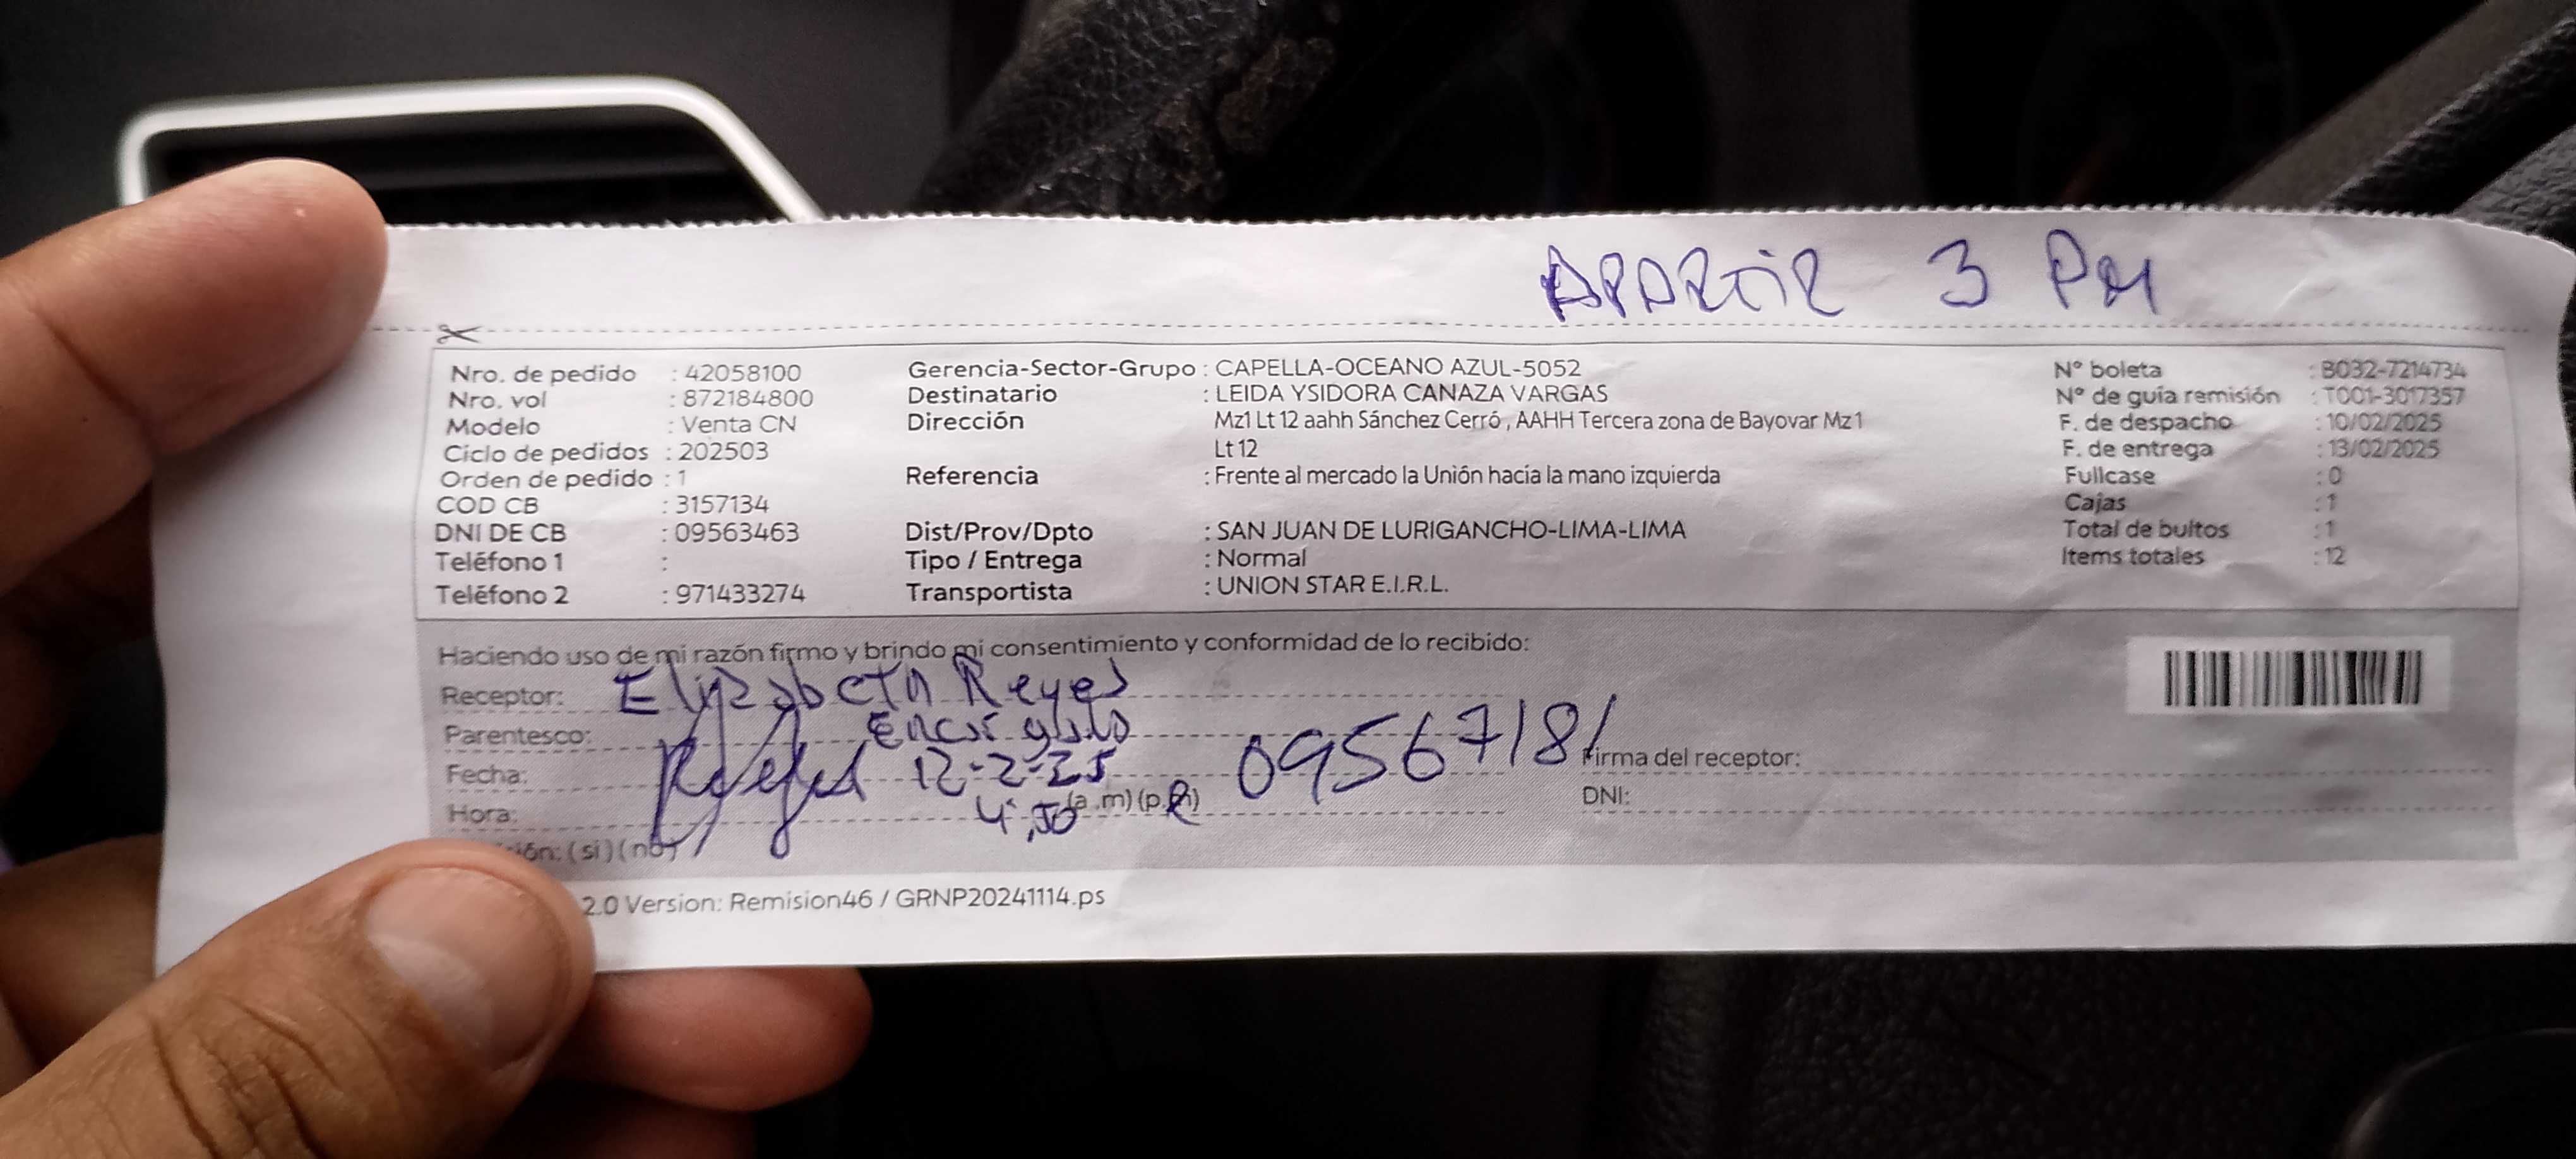 APARTIR 3 PM
Nro. de pedido : 42058100
Nro. vol : 872184800
Modelo : Venta CN
Ciclo de pedidos : 202503
Orden de pedido : 1
COD CB : 3157134
DNI DE CB : 09563463
Teléfono 1 :
Teléfono 2 : 971433274
Gerencia-Sector-Grupo : CAPELLA-OCEANO AZUL-5052
Destinatario : LEIDA YSIDORA CANAZA VARGAS
Dirección Mz1 Lt 12 aahh Sánchez Cerró , AAHH Tercera zona de Bayovar Mz 1
Lt 12
Referencia : Frente al mercado la Unión hacia la mano izquierda
Dist/Prov/Dpto : SAN JUAN DE LURIGANCHO-LIMA-LIMA
Tipo / Entrega : Normal
Transportista : UNION STAR E.I.R.L.
N° boleta : B032-7214734
N° de guía remisión : T001-3017357
F. de despacho : 10/02/2025
F. de entrega : 13/02/2025
Fullcase : 0
Cajas : 1
Total de bultos : 1
Items totales : 12
Haciendo uso de mi razón firmo y brindo mi consentimiento y conformidad de lo recibido:
Receptor: Elizabeth Reyes
Parentesco: Encargado
Fecha: 12-2-25
Hora: (a.m) (p.m)
09567181
Firma del receptor:
DNI:
(si) (no)
2.0 Version: Remision46 / GRNP20241114.ps